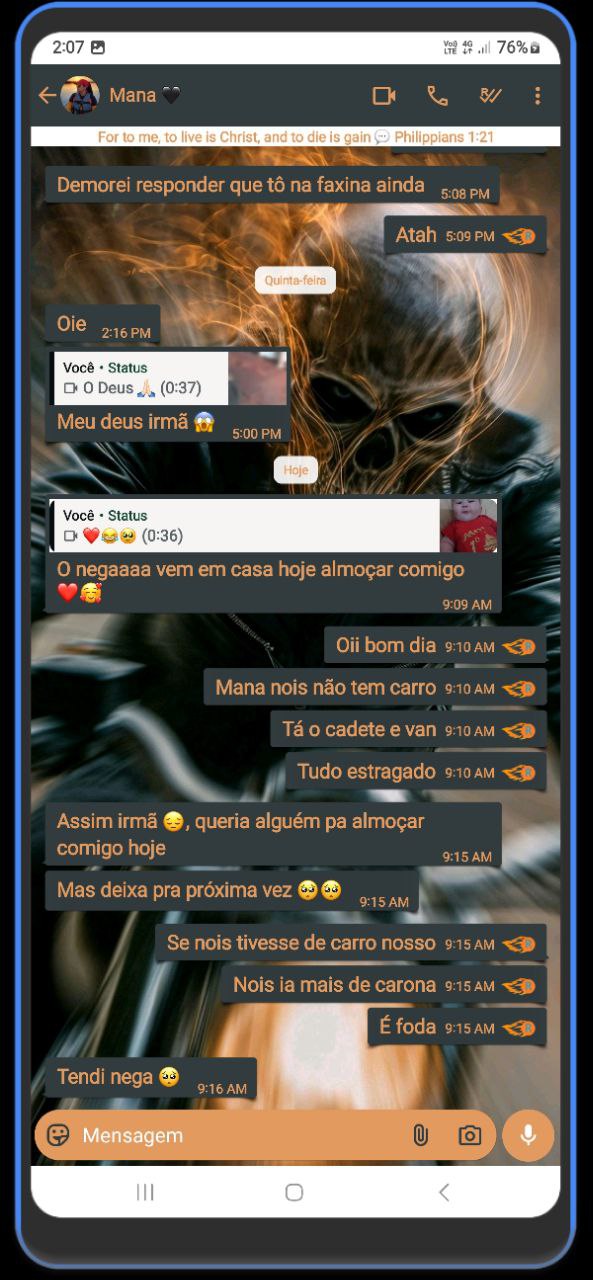 2:07 Vo)) LTE 4G 76%
Mana 🖤
For to me, to live is Christ, and to die is gain 💬 Philippians 1:21
Demorei responder que tô na faxina ainda 5:08 PM
Atah 5:09 PM
Quinta-feira
Oie 2:16 PM
Você • Status
O Deus 🙏🏻 (0:37)
Meu deus irmã 😱 5:00 PM
Hoje
Você • Status
❤️😂🥺 (0:36)
O negaaaa vem em casa hoje almoçar comigo
❤️🥰 9:09 AM
Oii bom dia 9:10 AM
Mana nois não tem carro 9:10 AM
Tá o cadete e van 9:10 AM
Tudo estragado 9:10 AM
Assim irmã 😔, queria alguém pa almoçar
comigo hoje 9:15 AM
Mas deixa pra próxima vez 🥺🥺 9:15 AM
Se nois tivesse de carro nosso 9:15 AM
Nois ia mais de carona 9:15 AM
É foda 9:15 AM
Tendi nega 🥺 9:16 AM
Mensagem